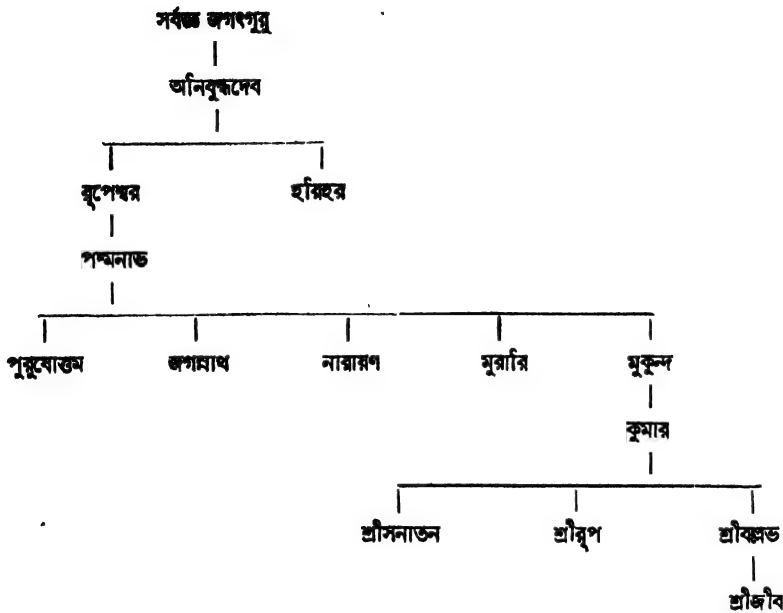 সর্বজ্ঞ জগৎগুরু
অনিরুদ্ধদেব
রূপেশ্বর হরিহর
পদ্মনাভ
পুরুষোত্তম জগন্নাথ নারায়ণ মুরারি মুকুন্দ
কুমার
শ্রীসনাতন শ্রীরূপ শ্রীবল্লভ
শ্রীজীব